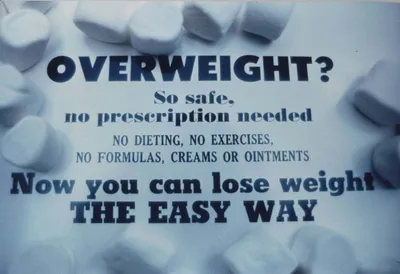 OVERWEIGHT?
So safe,
no prescription needed
NO DIETING, NO EXERCISES,
NO FORMULAS, CREAMS OR OINTMENTS
Now you can lose weight
THE EASY WAY